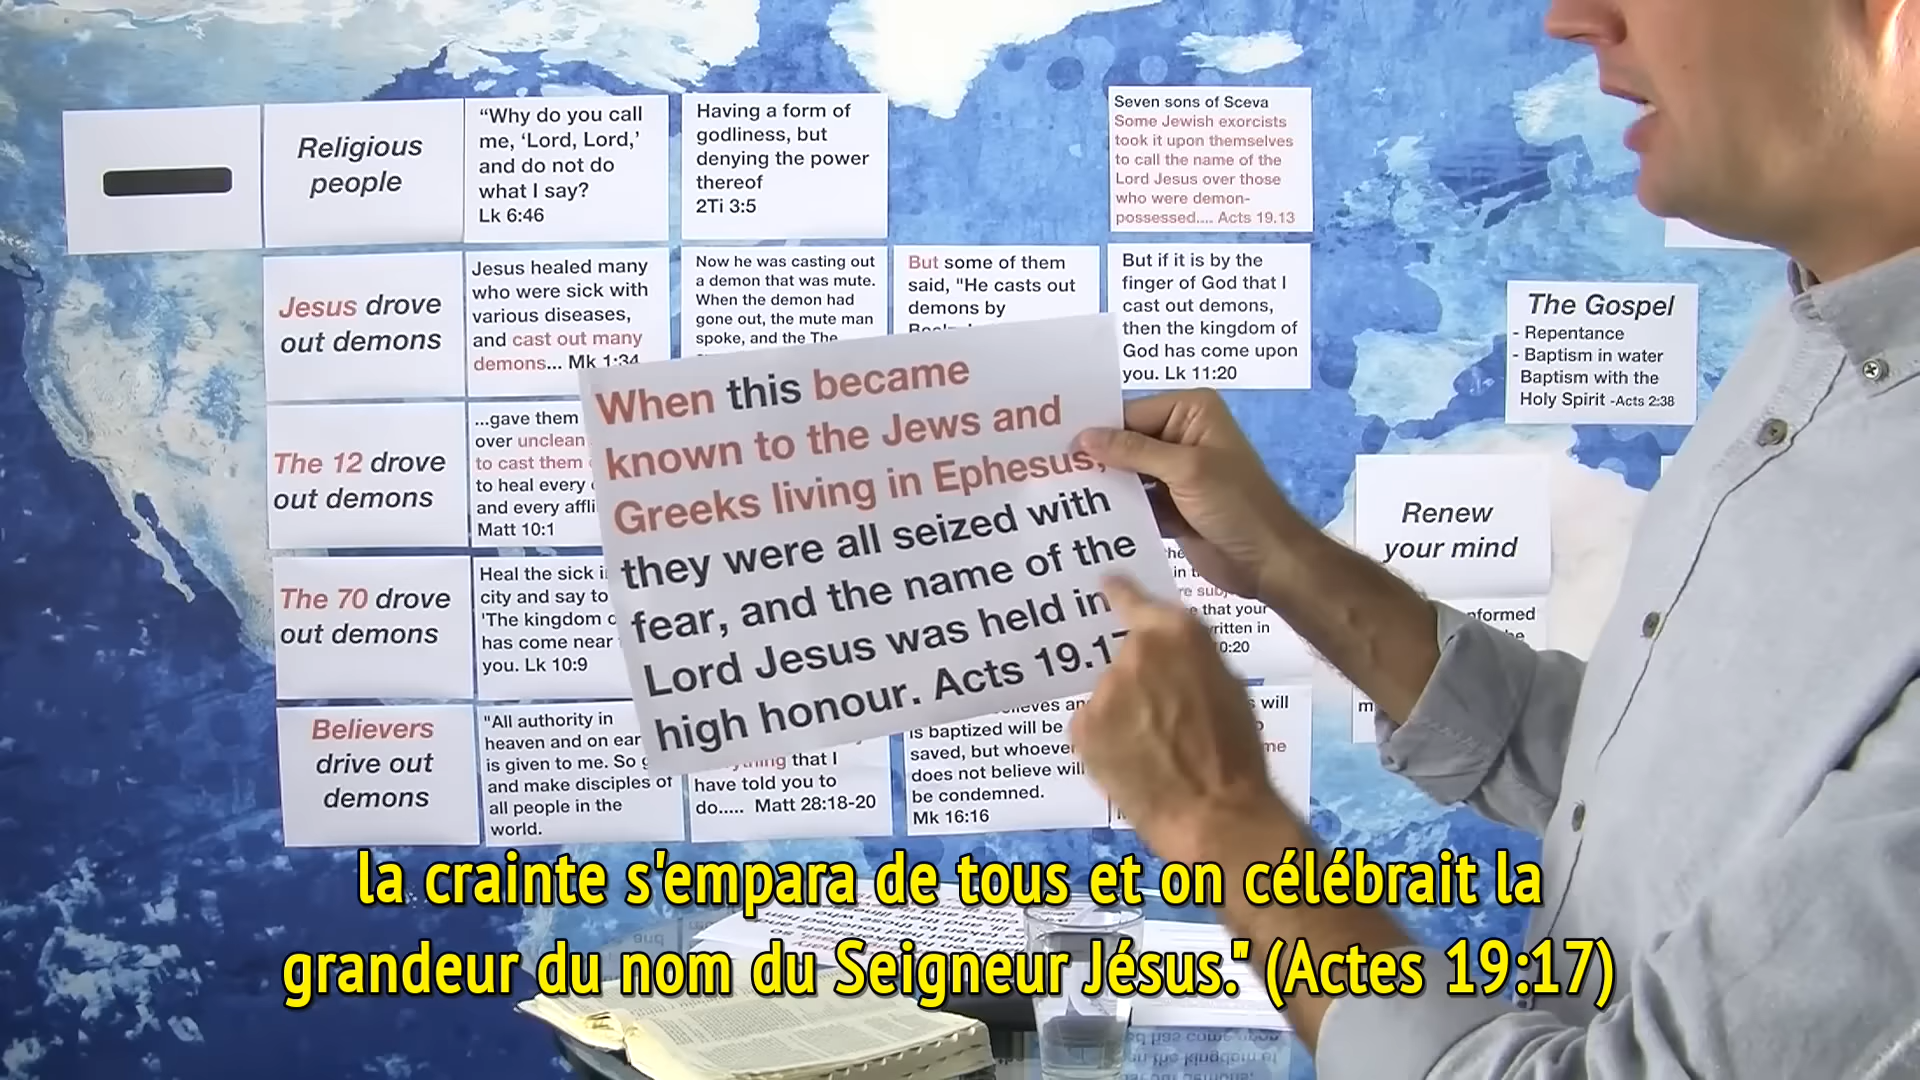 Religious
people
“Why do you call
me, ‘Lord, Lord,’
and do not do
what I say?
Lk 6:46
Having a form of
godliness, but
denying the power
thereof
2Ti 3:5
Seven sons of Sceva
Some Jewish exorcists
took it upon themselves
to call the name of the
Lord Jesus over those
who were demon-
possessed.... Acts 19.13
Jesus drove
out demons
Jesus healed many
who were sick with
various diseases,
and cast out many
demons... Mk 1:34
Now he was casting out
a demon that was mute.
When the demon had
gone out, the mute man
spoke, and the The
But some of them
said, "He casts out
demons by
But if it is by the
finger of God that I
cast out demons,
then the kingdom of
God has come upon
you. Lk 11:20
The Gospel
- Repentance
- Baptism in water
Baptism with the
Holy Spirit -Acts 2:38
When this became
known to the Jews and
Greeks living in Ephesus,
they were all seized with
fear, and the name of the
Lord Jesus was held in
high honour. Acts 19.17
The 12 drove
out demons
...gave them
over unclean
to cast them
to heal every
and every affli
Matt 10:1
Renew
your mind
The 70 drove
out demons
Heal the sick i
city and say to
'The kingdom o
has come near
you. Lk 10:9
in
that your
ritten in
0:20
formed
Believers
drive out
demons
"All authority in
heaven and on ear
is given to me. So g
and make disciples of
all people in the
world.
that I
have told you to
do..... Matt 28:18-20
is baptized will be
saved, but whoever
does not believe will
be condemned.
Mk 16:16
will
me
la crainte s'empara de tous et on célébrait la
grandeur du nom du Seigneur Jésus." (Actes 19:17)